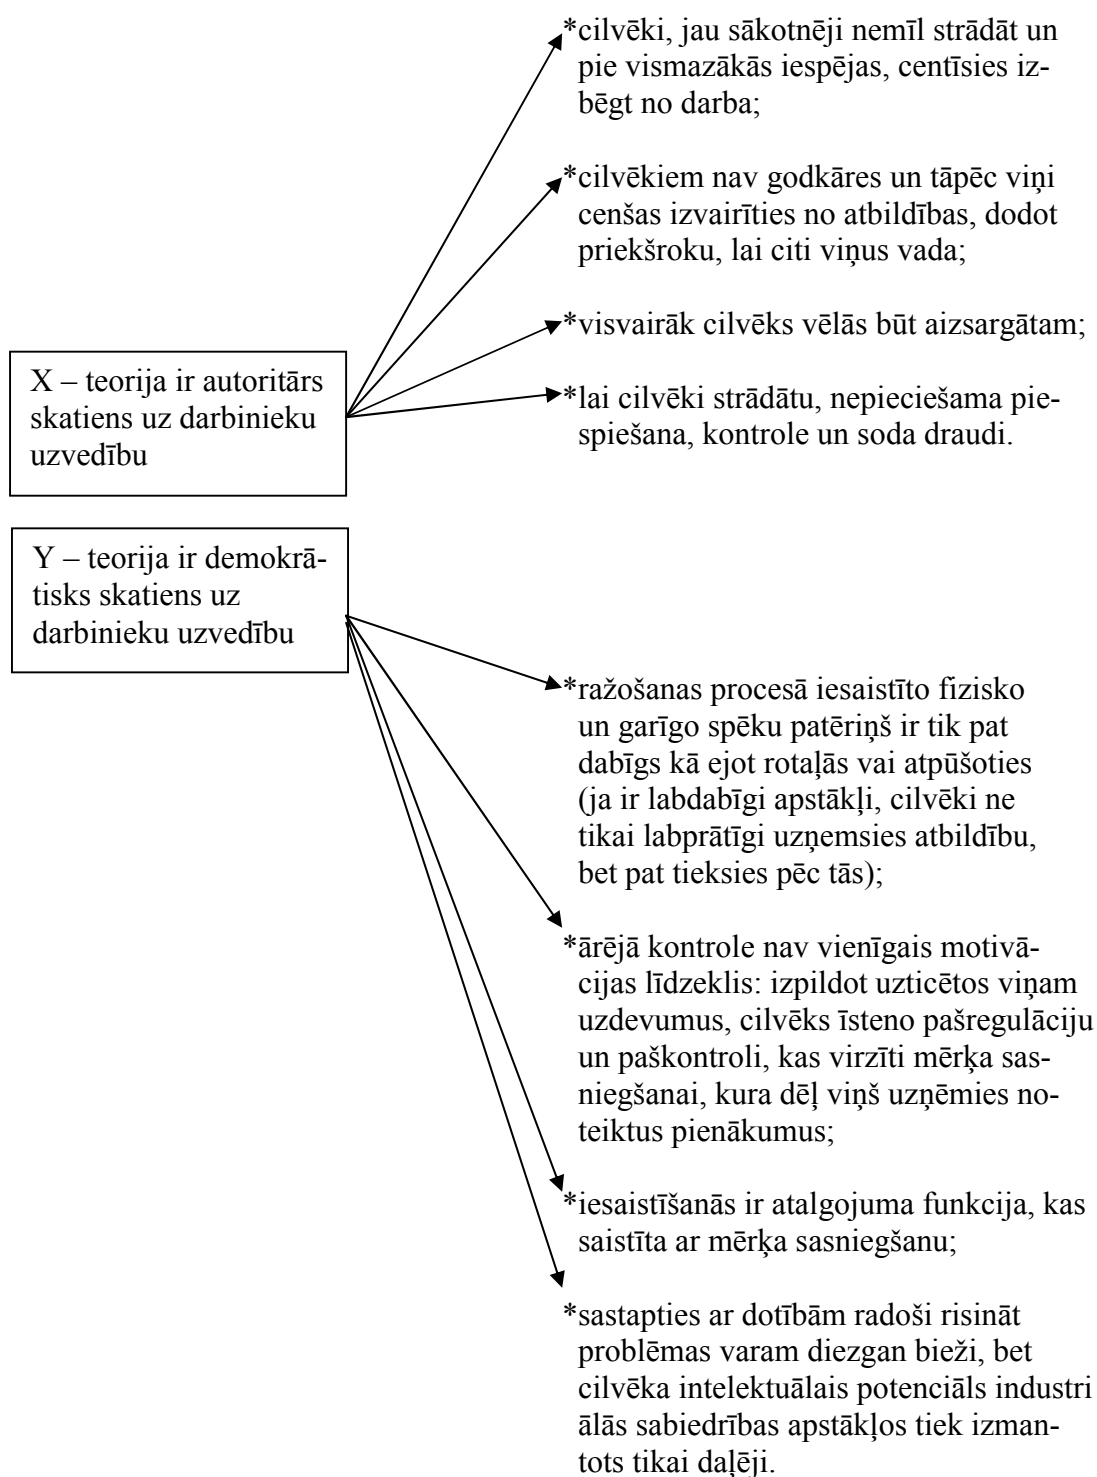 *cilvēki, jau sākotnēji nemīl strādāt un
pie vismazākās iespējas, centīsies iz-
bēgt no darba;
*cilvēkiem nav godkāres un tāpēc viņi
cenšas izvairīties no atbildības, dodot
priekšroku, lai citi viņus vada;
*visvairāk cilvēks vēlās būt aizsargātam;
*lai cilvēki strādātu, nepieciešama pie-
spiešana, kontrole un soda draudi.
X – teorija ir autoritārs
skatiens uz darbinieku
uzvedību
Y – teorija ir demokrā-
tisks skatiens uz
darbinieku uzvedību
*ražošanas procesā iesaistīto fizisko
un garīgo spēku patēriņš ir tik pat
dabīgs kā ejot rotaļās vai atpūšoties
(ja ir labdabīgi apstākļi, cilvēki ne
tikai labprātīgi uzņemsies atbildību,
bet pat tieksies pēc tās);
*ārējā kontrole nav vienīgais motivā-
cijas līdzeklis: izpildot uzticētos viņam
uzdevumus, cilvēks īsteno pašregulāciju
un paškontroli, kas virzīti mērķa sas-
niegšanai, kura dēļ viņš uzņēmies no-
teiktus pienākumus;
*iesaistīšanās ir atalgojuma funkcija, kas
saistīta ar mērķa sasniegšanu;
*sastapties ar dotībām radoši risināt
problēmas varam diezgan bieži, bet
cilvēka intelektuālais potenciāls industri
ālās sabiedrības apstākļos tiek izman-
tots tikai daļēji.